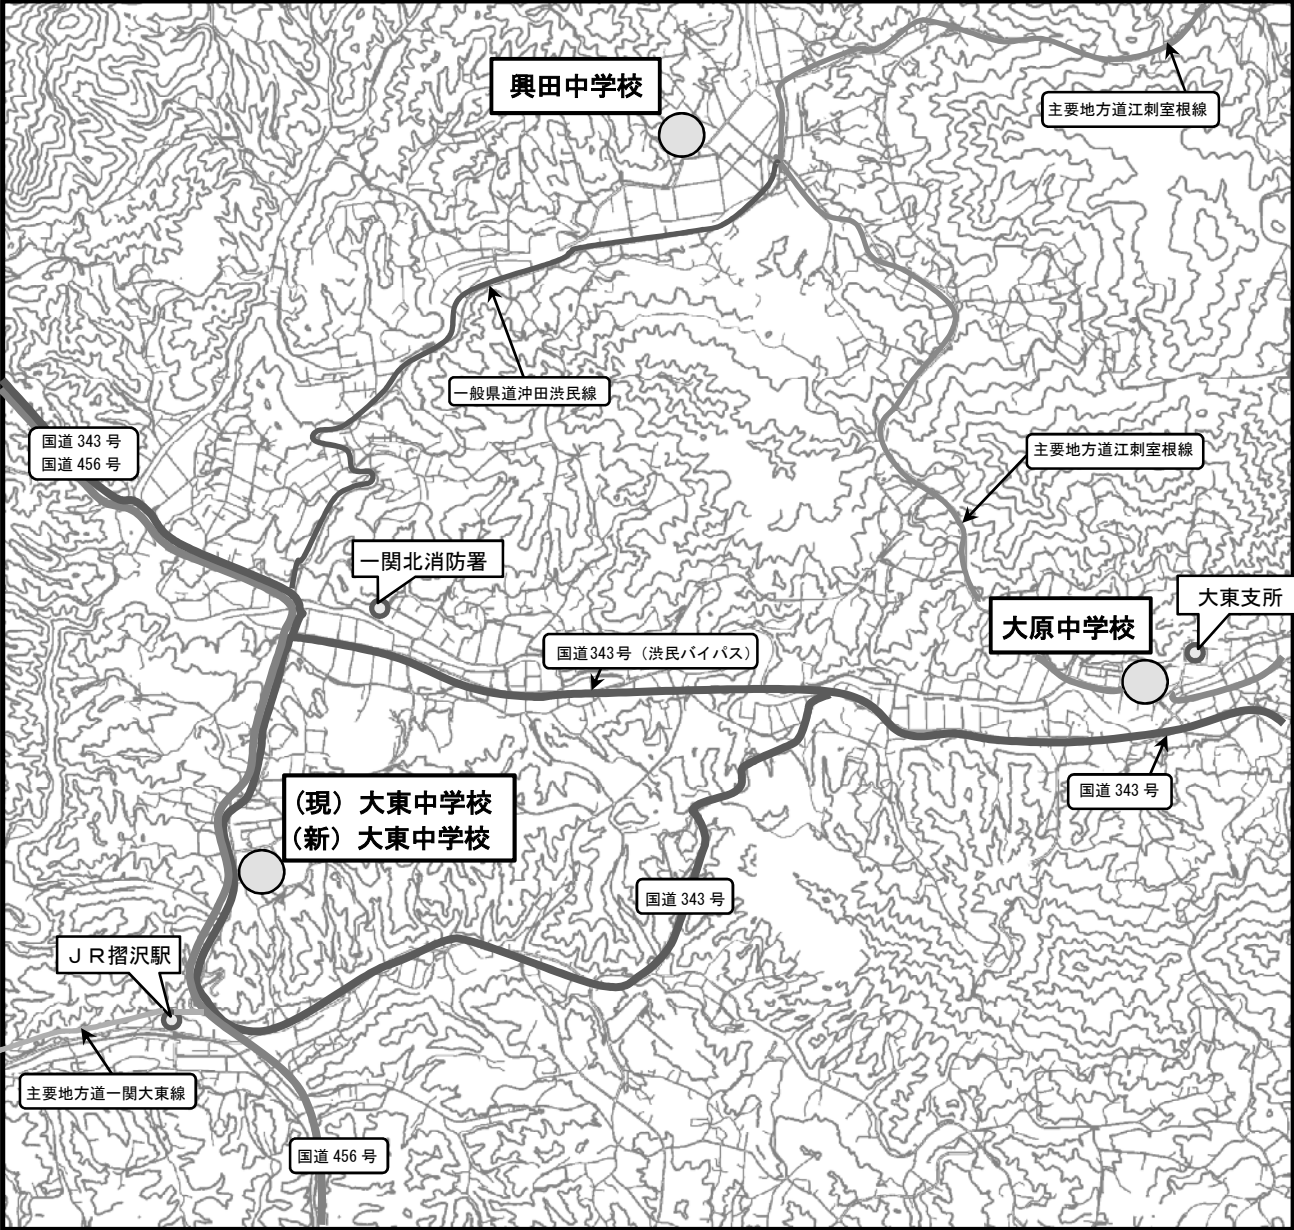 興田中学校
主要地方道江刺室根線
一般県道沖田渋民線
国道 343 号
国道 456 号
主要地方道江刺室根線
一関北消防署
大東支所
大原中学校
国道343号（渋民バイパス）
国道 343 号
（現）大東中学校
（新）大東中学校
国道 343 号
ＪＲ摺沢駅
主要地方道一関大東線
国道 456 号